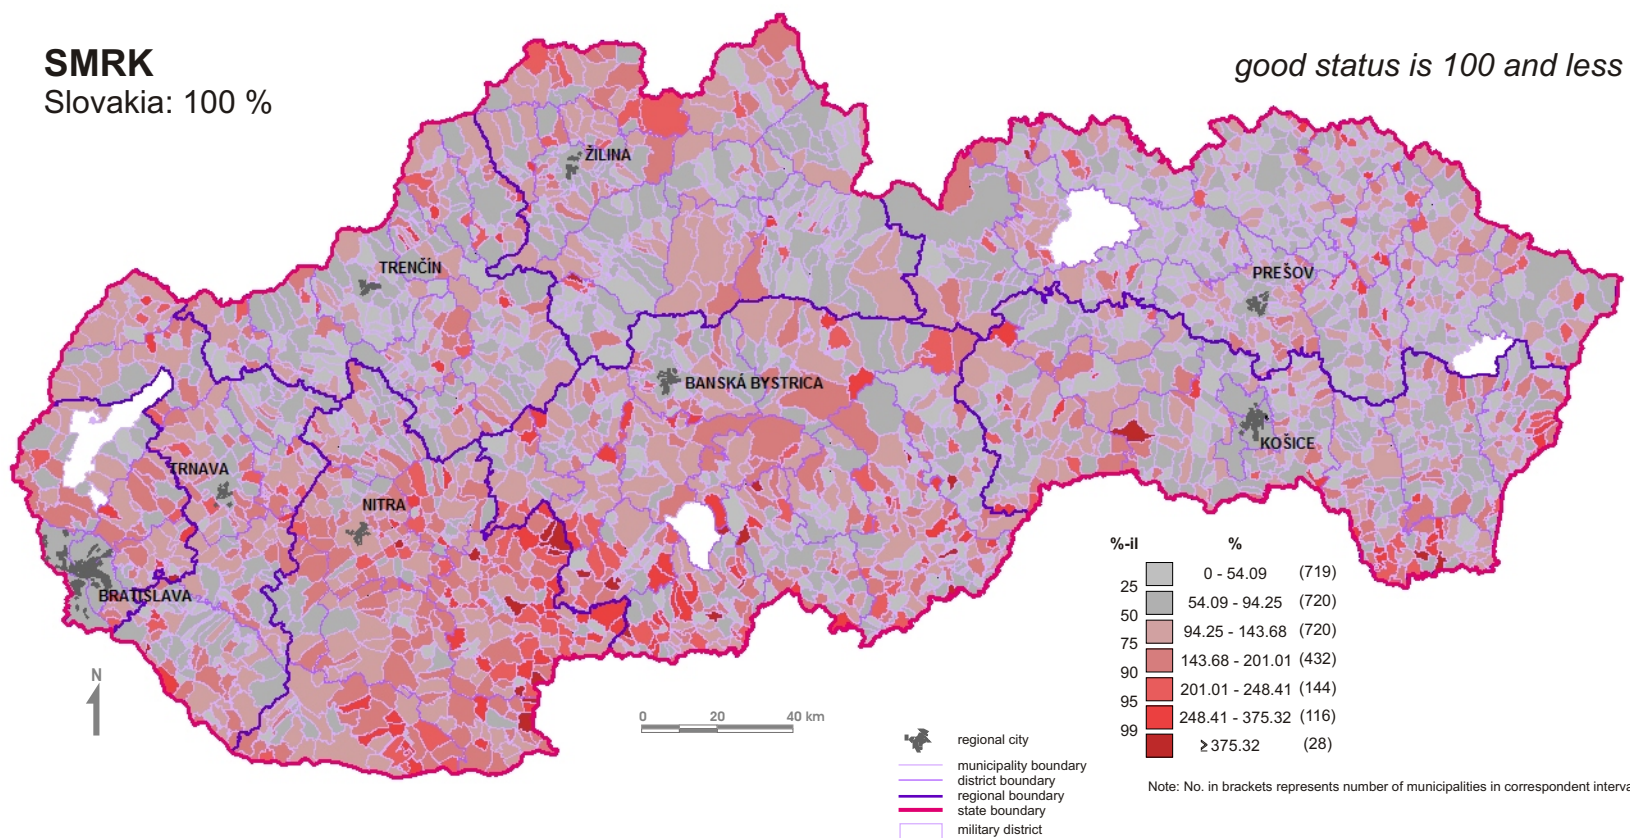 SMRK
Slovakia: 100 %
good status is 100 and less
ŽILINA
TRENČÍN
PREŠOV
BANSKÁ BYSTRICA
KOŠICE
TRNAVA
NITRA
BRATISLAVA
N
0 20 40 km
%-il %
0 - 54.09 (719)
25
54.09 - 94.25 (720)
50
94.25 - 143.68 (720)
75
143.68 - 201.01 (432)
90
201.01 - 248.41 (144)
95
248.41 - 375.32 (116)
99
≥ 375.32 (28)
regional city
municipality boundary
district boundary
regional boundary
state boundary
military district
Note: No. in brackets represents number of municipalities in correspondent interva